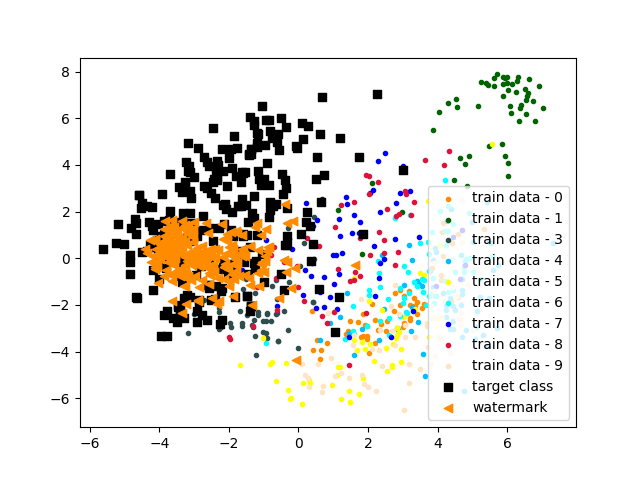 8
6
4
2
0
−2
−4
−6
−6
−4
−2
0
2
4
6
train data - 0
train data - 1
train data - 3
train data - 4
train data - 5
train data - 6
train data - 7
train data - 8
train data - 9
target class
watermark